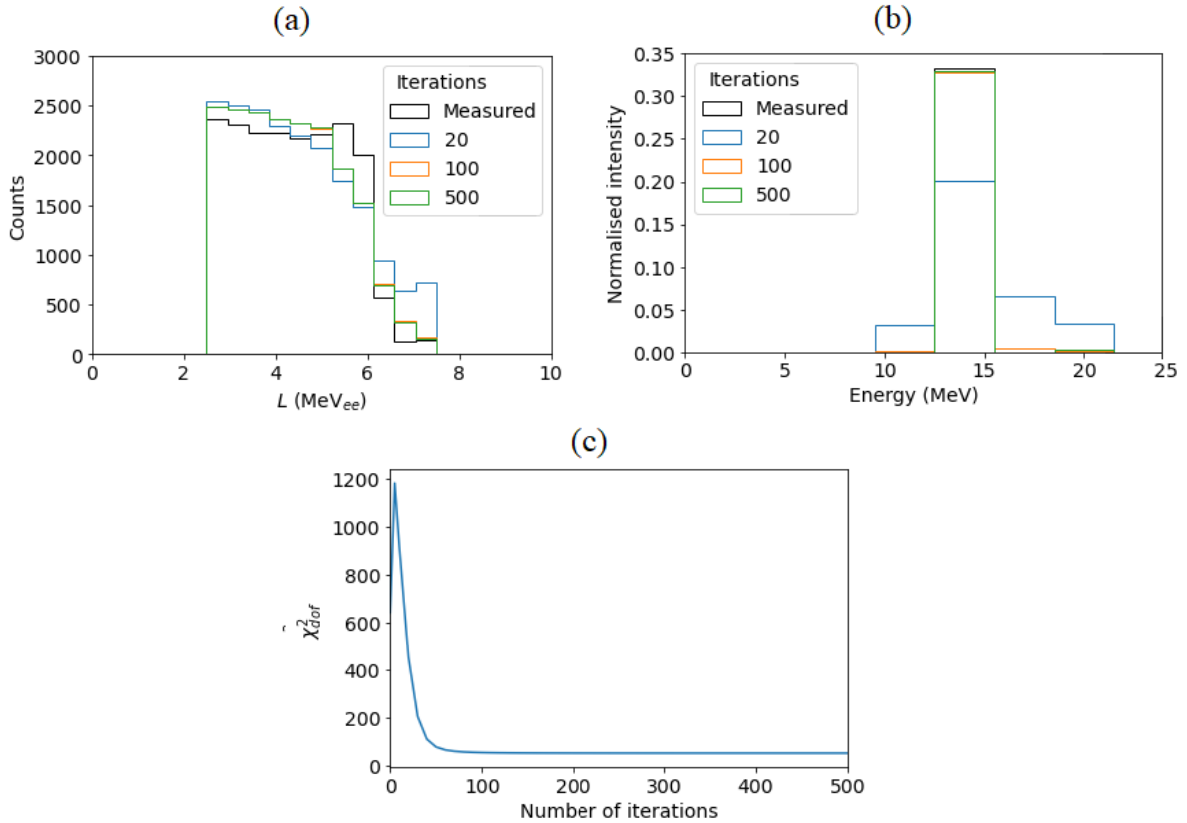 (a)
3000
2500
2000
1500
1000
500
0
Counts
0 2 4 6 8 10
L (MeVee)
Iterations
Measured
20
100
500
(b)
0.35
0.30
0.25
0.20
0.15
0.10
0.05
0.00
Normalised intensity
0 5 10 15 20 25
Energy (MeV)
Iterations
Measured
20
100
500
(c)
1200
1000
800
600
400
200
0
χ²dof
0 100 200 300 400 500
Number of iterations